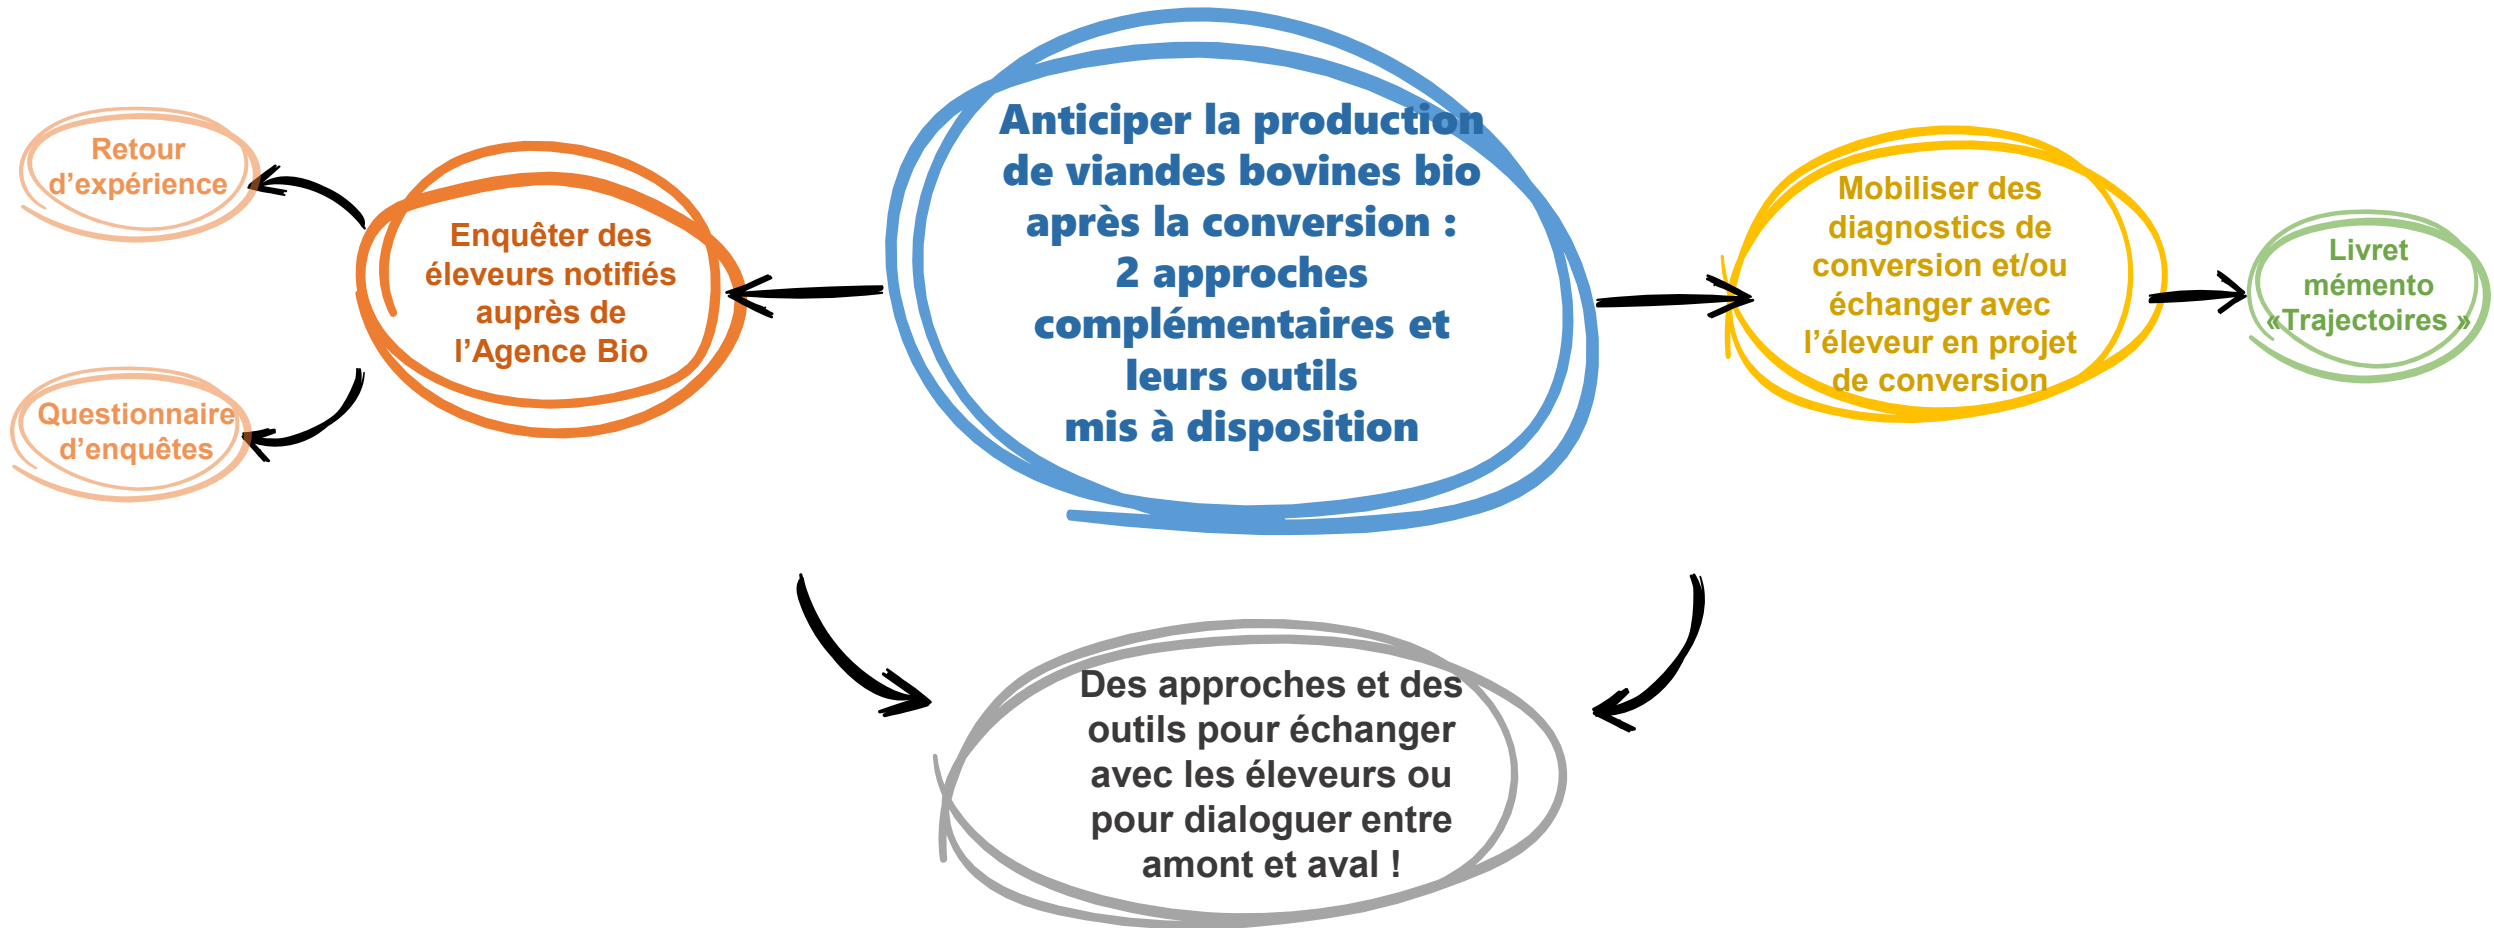 Retour
d’expérience
Questionnaire
d’enquêtes
Enquêter des
éleveurs notifiés
auprès de
l’Agence Bio
Anticiper la production
de viandes bovines bio
après la conversion :
2 approches
complémentaires et
leurs outils
mis à disposition
Mobiliser des
diagnostics de
conversion et/ou
échanger avec
l’éleveur en projet
de conversion
Livret
mémento
«Trajectoires »
Des approches et des
outils pour échanger
avec les éleveurs ou
pour dialoguer entre
amont et aval !